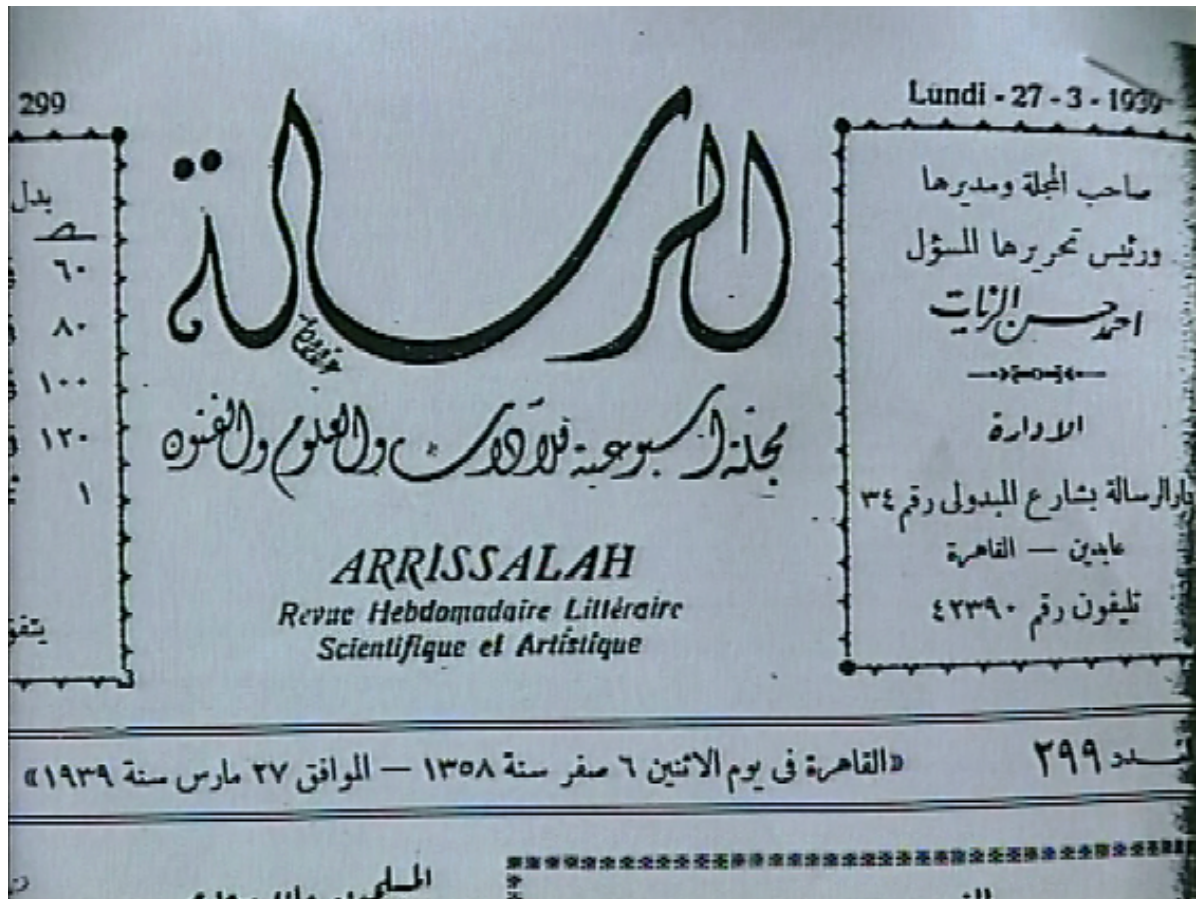 299
Lundi - 27 - 3 - 1939
الرسالة
مجلة أسبوعية للآداب والعلوم والفنون
ARRISSALAH
Revue Hebdomadaire Littéraire
Scientifique et Artistique
صاحب المجلة ومديرها
ورئيس تحريرها المسؤل
احمد حسن الزيات
الادارة
بدار الرسالة بشارع المبدولى رقم ٣٤
عابدين — القاهرة
تليفون رقم ٤٢٣٩٠
بدل
٦٠
٨٠
١٠٠
١٢٠
١
العدد ٢٩٩
«القاهرة فى يوم الاثنين ٦ صفر سنة ١٣٥٨ — الموافق ٢٧ مارس سنة ١٩٣٩»